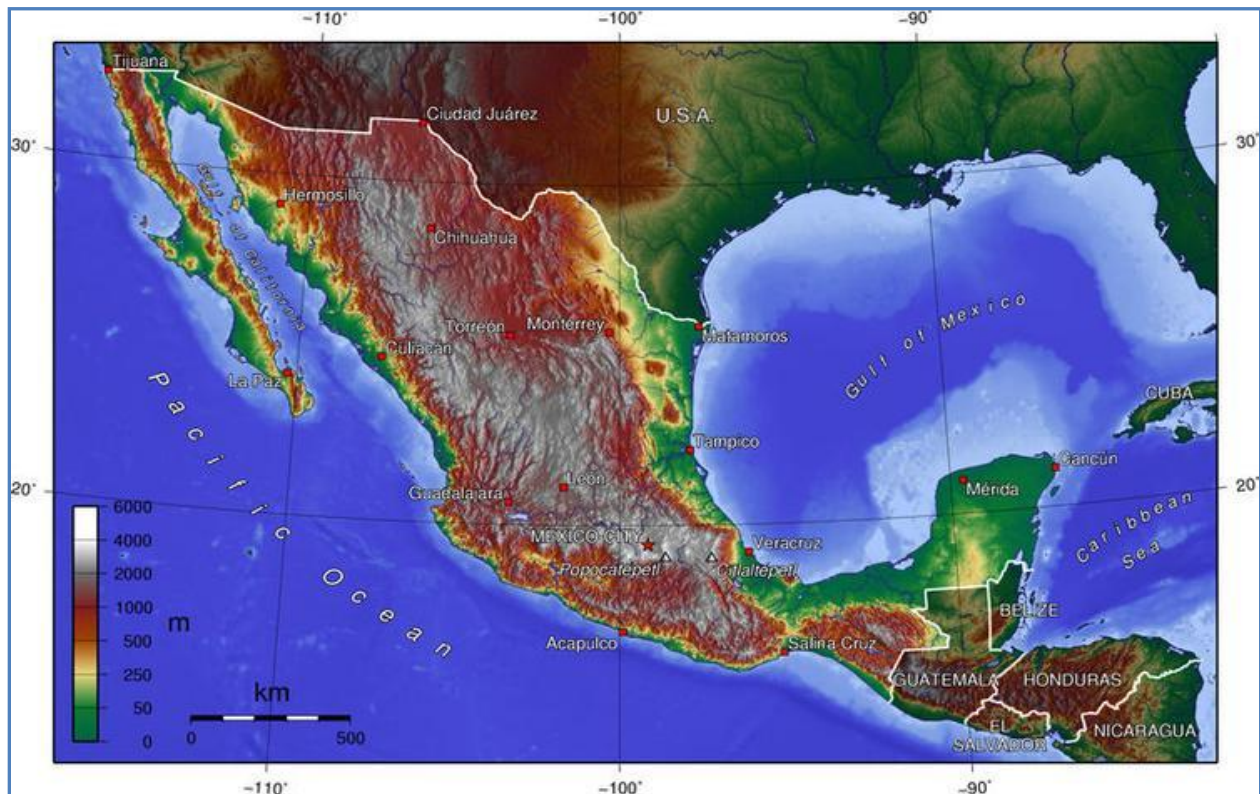 −110°
−100°
−90°
Tijuana
Ciudad Juárez
U.S.A.
30°
30°
Hermosillo
Gulf of California
Chihuahua
Gulf of Mexico
Torreón
Monterrey
Matamoros
Culiacán
La Paz
CUBA
Pacific Ocean
Tampico
Cancún
20°
León
Mérida
20°
Guadalajara
Caribbean
Sea
6000
4000
2000
1000
500
250
50
0
m
MEXICO CITY
Veracruz
Popocatepetl
Citlaltepetl
BELIZE
Acapulco
Salina Cruz
GUATEMALA
HONDURAS
km
0
500
EL
SALVADOR
NICARAGUA
−110°
−100°
−90°